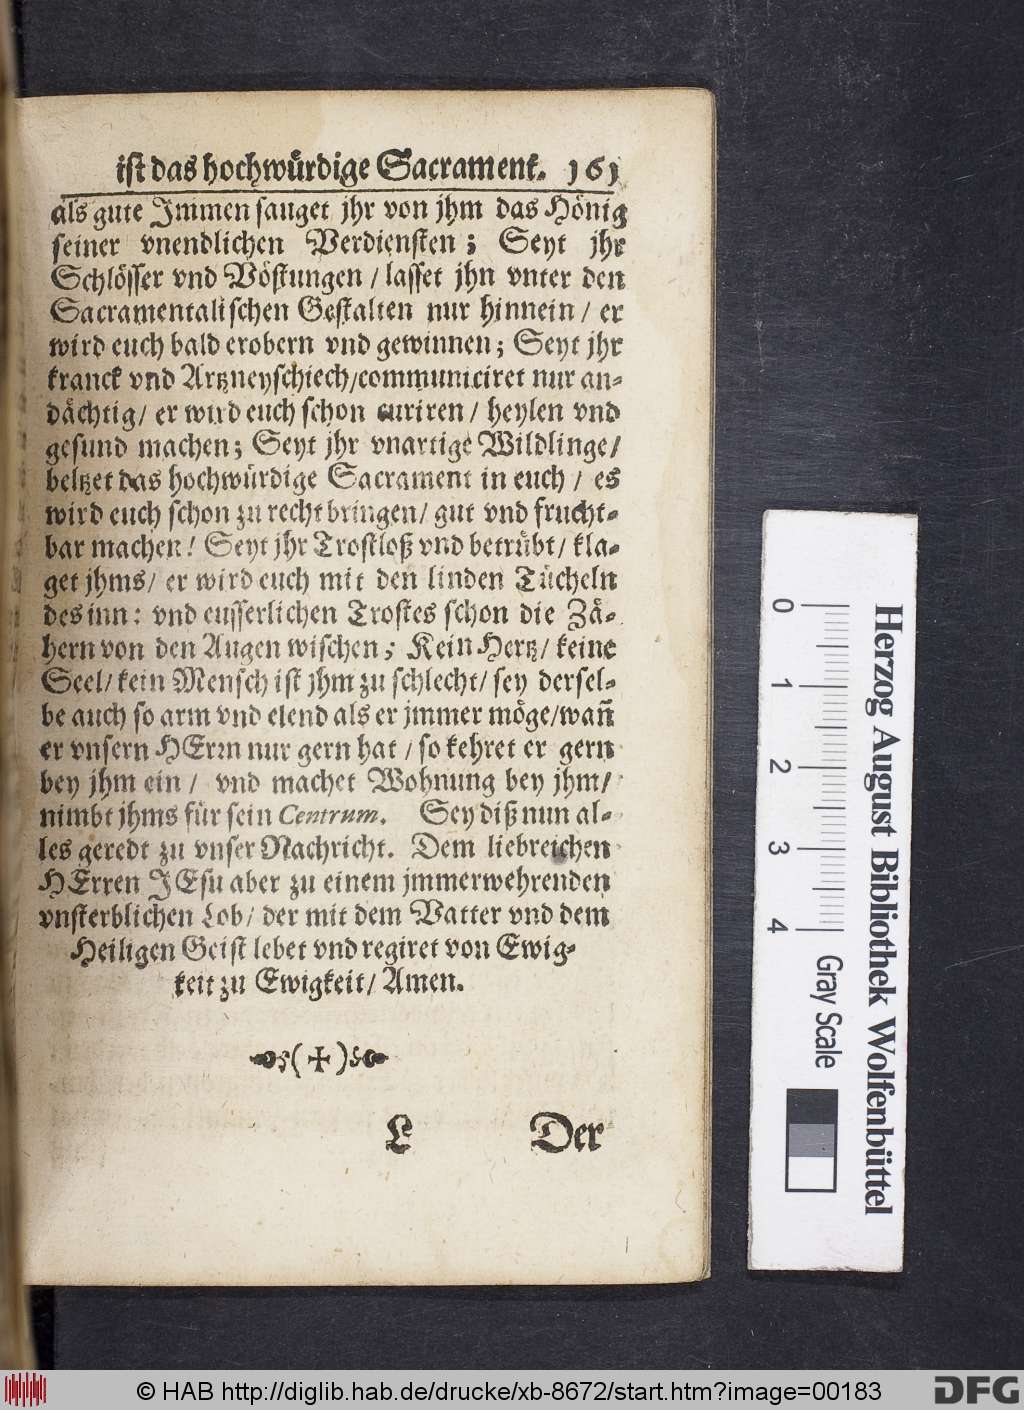 ist das hochwürdige Sacrament. 161
als gute Immen sauget jhr von jhm das Hönig
seiner vnendlichen Verdiensten; Seyt jhr
Schlösser vnd Vöstungen / lasset jhn vnter den
Sacramentalischen Gestalten nur hinnein / er
wird euch bald erobern vnd gewinnen; Seyt jhr
kranck vnd Artzneyschiech/communiciret nur an-
dächtig/ er wird euch schon curiren / heylen vnd
gesund machen; Seyt jhr vnartige Wildlinge/
beltzet das hochwürdige Sacrament in euch / es
wird euch schon zu recht bringen/ gut vnd frucht-
bar machen! Seyt jhr Trostloß vnd betrübt/ kla-
get jhms/ er wird euch mit den linden Tücheln
des inn: vnd eusserlichen Trostes schon die Zä-
hern von den Augen wischen; Kein Hertz/ keine
Seel/ kein Mensch ist jhm zu schlecht/ sey dersel-
be auch so arm vnd elend als er jmmer möge/wañ
er vnsern HErrn nur gern hat / so kehret er gern
bey jhm ein / vnd machet Wohnung bey jhm/
nimbt jhms für sein Centrum. Sey diß nun al-
les geredt zu vnser Nachricht. Dem liebreichen
HErren JEsu aber zu einem jmmerwehrenden
vnsterblichen Lob/ der mit dem Vatter vnd dem
Heiligen Geist lebet vnd regiret von Ewig-
keit zu Ewigkeit/ Amen.
L Der
Herzog August Bibliothek Wolfenbüttel
0 1 2 3 4 Gray Scale
© HAB http://diglib.hab.de/drucke/xb-8672/start.htm?image=00183
DFG